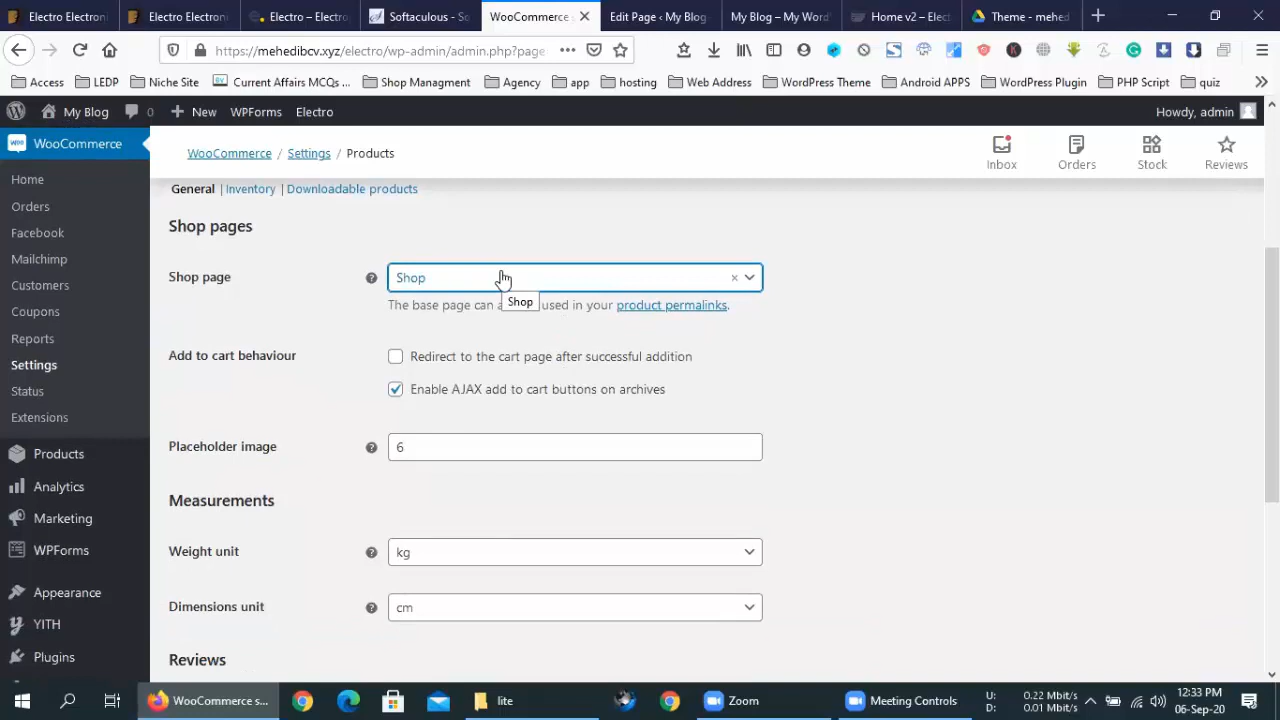 Electro Electroni
Electro Electroni
Electro – Electro
Softaculous - So
WooCommerce s
Edit Page ‹ My Blog
My Blog – My Word
Home v2 – Elect
Theme - mehed
https://mehedibcv.xyz/electro/wp-admin/admin.php?page
Access
LEDP
Niche Site
BV
Current Affairs MCQs ...
Shop Managment
Agency
app
hosting
Web Address
WordPress Theme
Android APPS
WordPress Plugin
PHP Script
quiz
My Blog
0
New
WPForms
Electro
Howdy, admin
WooCommerce
WooCommerce / Settings / Products
Inbox
Orders
Stock
Reviews
Home
Orders
Facebook
Mailchimp
Customers
Coupons
Reports
Settings
Status
Extensions
Products
Analytics
Marketing
WPForms
Appearance
YITH
Plugins
General | Inventory | Downloadable products
Shop pages
Shop page
Shop
×
Shop
The base page can a used in your product permalinks.
Add to cart behaviour
Redirect to the cart page after successful addition
Enable AJAX add to cart buttons on archives
Placeholder image
6
Measurements
Weight unit
kg
Dimensions unit
cm
Reviews
WooCommerce s...
lite
Zoom
Meeting Controls
U: 0.22 Mbit/s
D: 0.01 Mbit/s
12:33 PM
06-Sep-20